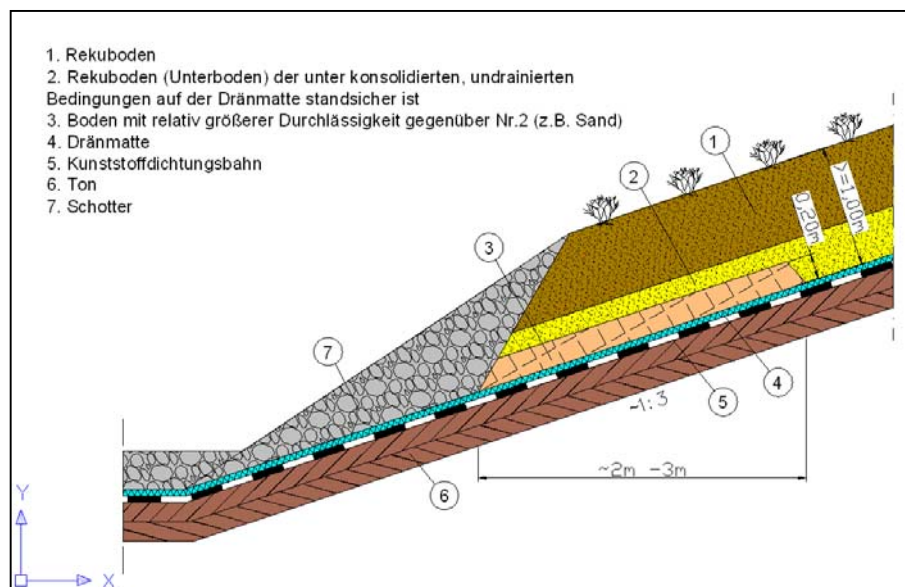 1. Rekuboden
2. Rekuboden (Unterboden) der unter konsolidierten, undrainierten
Bedingungen auf der Dränmatte standsicher ist
3. Boden mit relativ größerer Durchlässigkeit gegenüber Nr.2 (z.B. Sand)
4. Dränmatte
5. Kunststoffdichtungsbahn
6. Ton
7. Schotter
1
2
3
>=1,00m
0,20m
7
~1:3
4
5
~2m -3m
6
Y
X